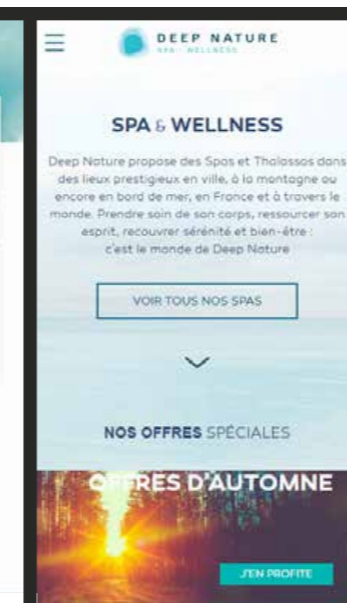 DEEP NATURE
SPA - WELLNESS
SPA & WELLNESS
Deep Nature propose des Spas et Thalassos dans
des lieux prestigieux en ville, à la montagne ou
encore en bord de mer, en France et à travers le
monde. Prendre soin de son corps, ressourcer son
esprit, recouvrer sérénité et bien-être :
c'est le monde de Deep Nature
VOIR TOUS NOS SPAS
NOS OFFRES SPÉCIALES
OFFRES D'AUTOMNE
J'EN PROFITE